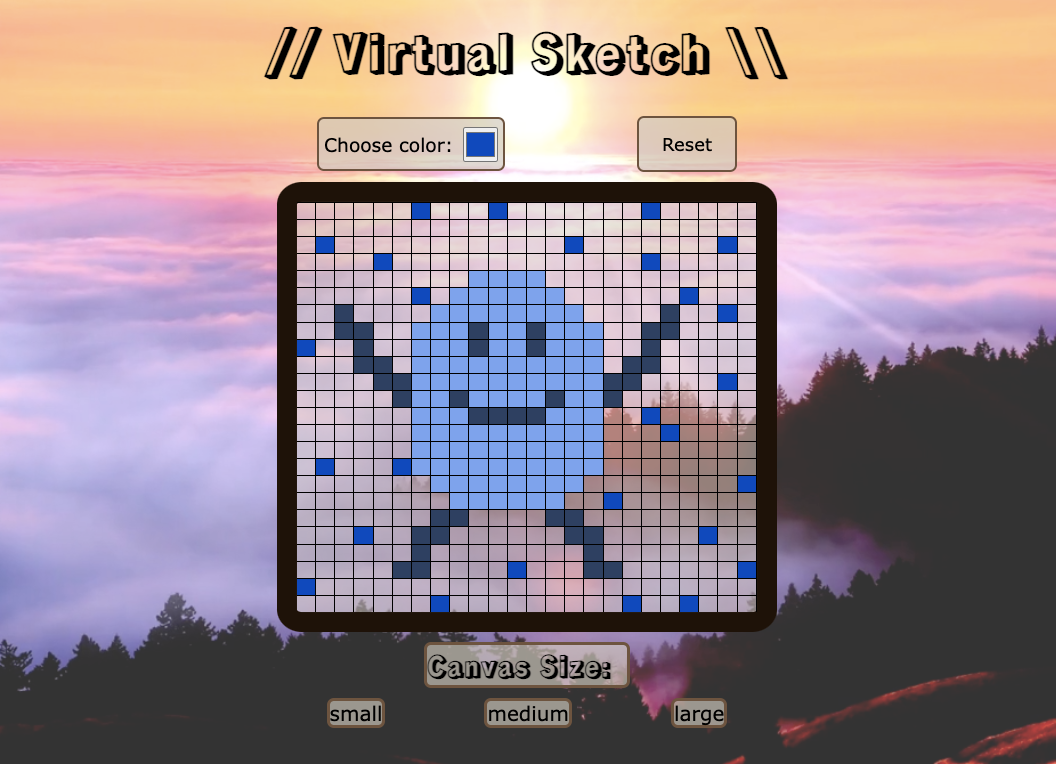 // Virtual Sketch \\
Choose color:
Reset
Canvas Size:
small
medium
large